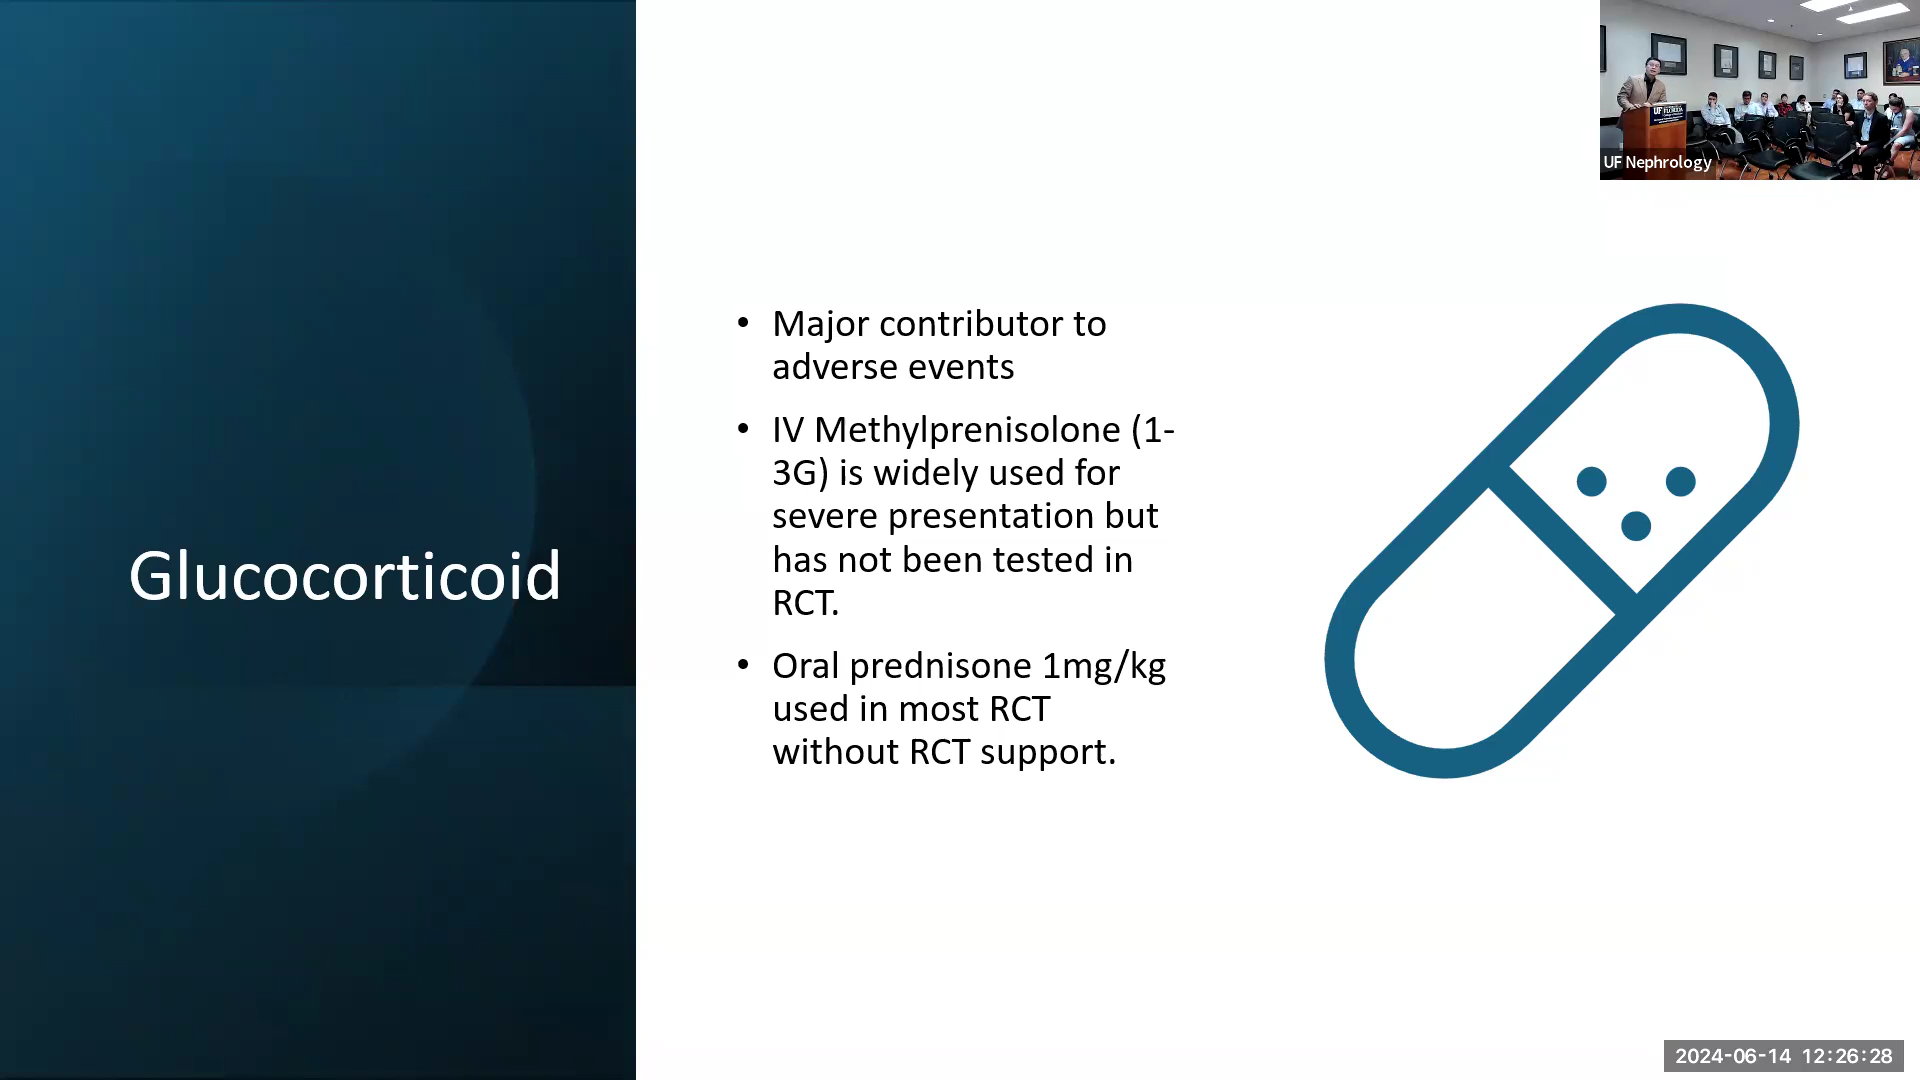 Glucocorticoid
• Major contributor to
adverse events
• IV Methylprenisolone (1-
3G) is widely used for
severe presentation but
has not been tested in
RCT.
• Oral prednisone 1mg/kg
used in most RCT
without RCT support.
UF
FLORIDA
UF Nephrology
2024-06-14 12:26:28